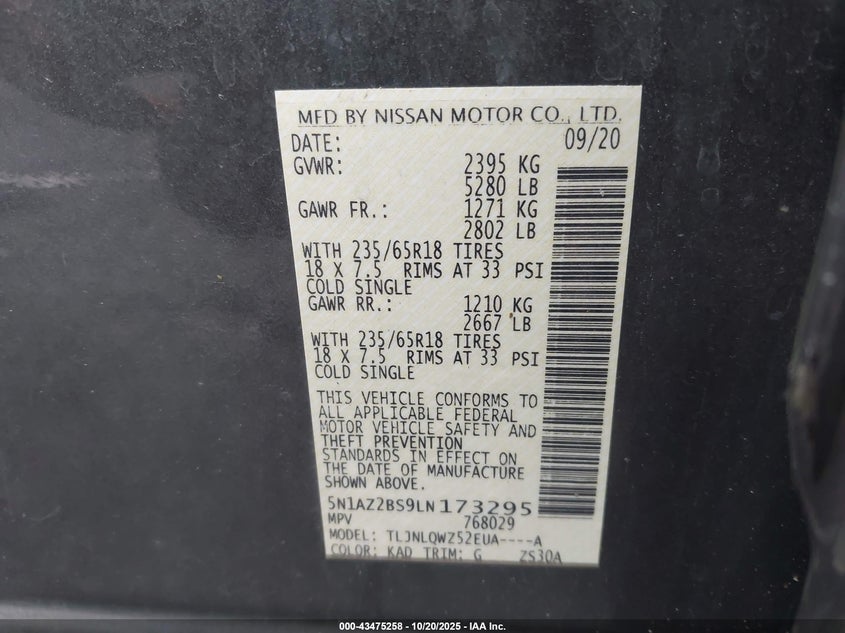 MFD BY NISSAN MOTOR CO., LTD.
DATE: 09/20
GVWR: 2395 KG
5280 LB
GAWR FR.: 1271 KG
2802 LB
WITH 235/65R18 TIRES
18 X 7.5 RIMS AT 33 PSI
COLD SINGLE
GAWR RR.: 1210 KG
2667 LB
WITH 235/65R18 TIRES
18 X 7.5 RIMS AT 33 PSI
COLD SINGLE
THIS VEHICLE CONFORMS TO
ALL APPLICABLE FEDERAL
MOTOR VEHICLE SAFETY AND
THEFT PREVENTION
STANDARDS IN EFFECT ON
THE DATE OF MANUFACTURE
SHOWN ABOVE.
5N1AZ2BS9LN173295
MPV 768029
MODEL: TLJNLQWZ52EUA----A
COLOR: KAD TRIM: G ZS30A
000-43475258 - 10/20/2025 - IAA Inc.